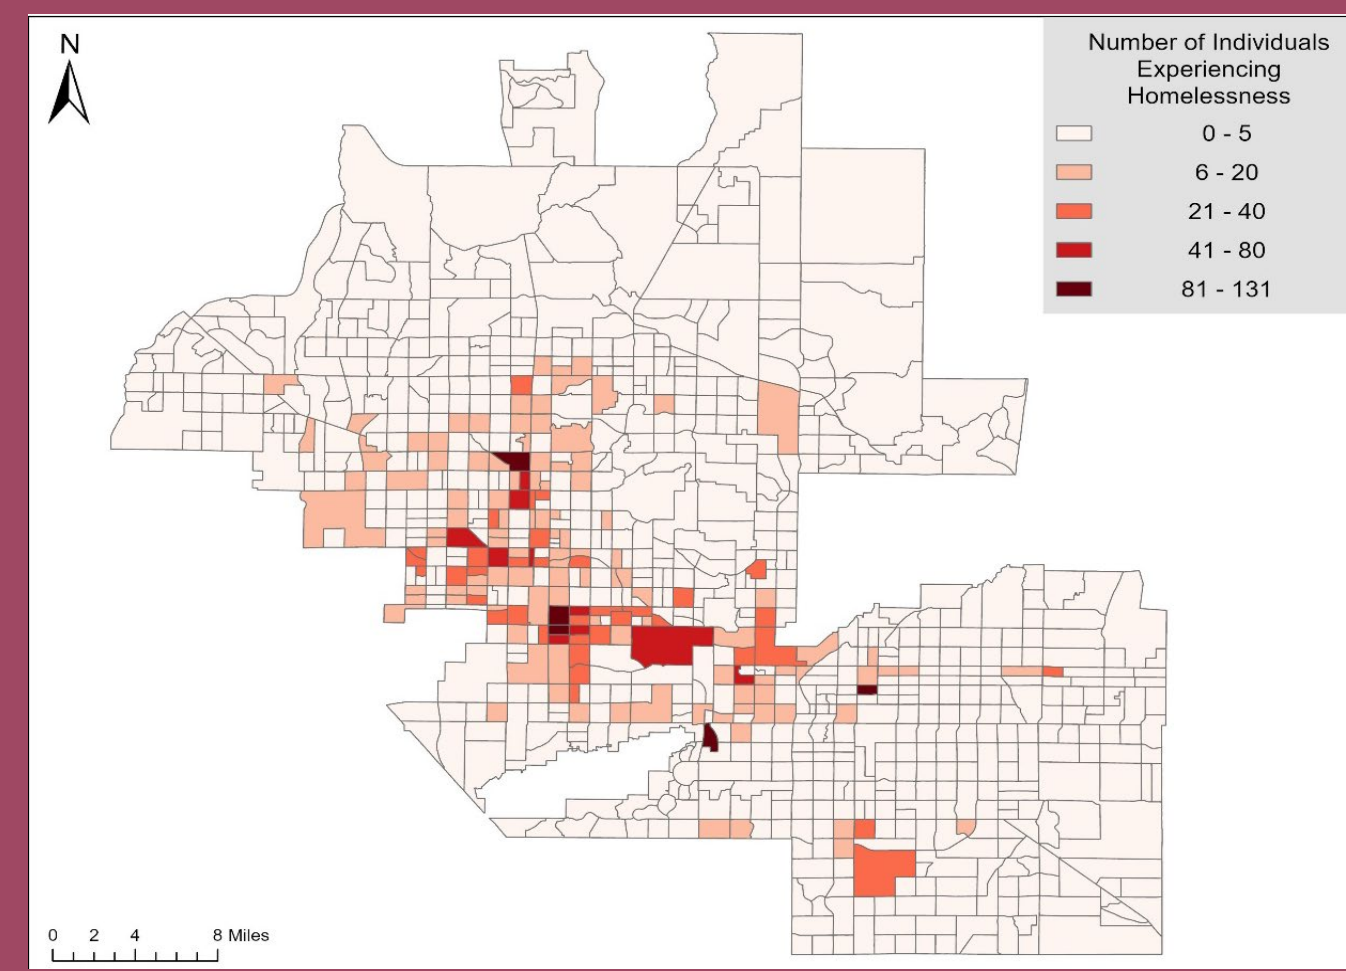 N
Number of Individuals
Experiencing
Homelessness
0 - 5
6 - 20
21 - 40
41 - 80
81 - 131
0 2 4 8 Miles